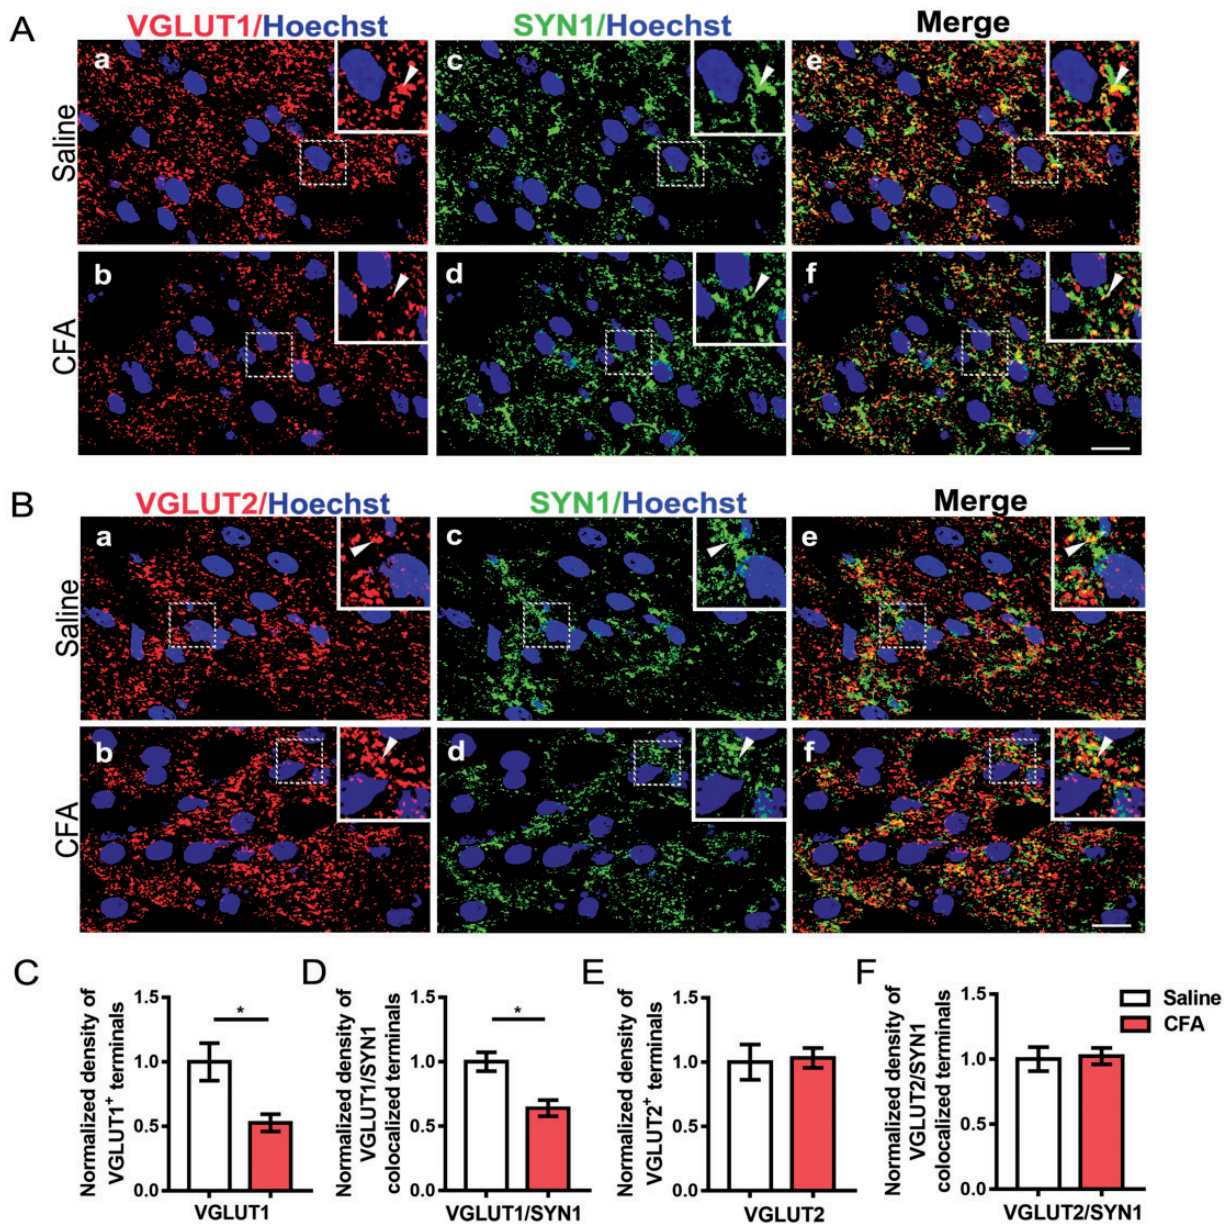 A
VGLUT1/Hoechst
SYN1/Hoechst
Merge
Saline
a
c
e
CFA
b
d
f
B
VGLUT2/Hoechst
SYN1/Hoechst
Merge
Saline
a
c
e
CFA
b
d
f
C
Normalized density of
VGLUT1+ terminals
1.5
1.0
0.5
0.0
*
VGLUT1
D
Normalized density of
VGLUT1/SYN1
colocalized terminals
1.5
1.0
0.5
0.0
*
VGLUT1/SYN1
E
Normalized density of
VGLUT2+ terminals
1.5
1.0
0.5
0.0
VGLUT2
F
Normalized density of
VGLUT2/SYN1
colocalized terminals
1.5
1.0
0.5
0.0
VGLUT2/SYN1
Saline
CFA